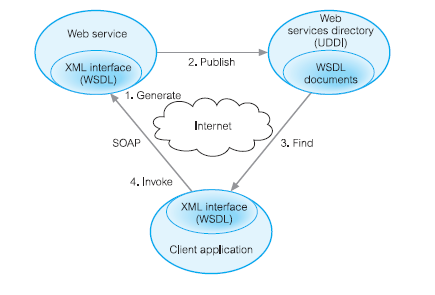 Web service
XML interface
(WSDL)
1. Generate
2. Publish
Web
services directory
(UDDI)
WSDL
documents
Internet
SOAP
3. Find
4. Invoke
XML interface
(WSDL)
Client application